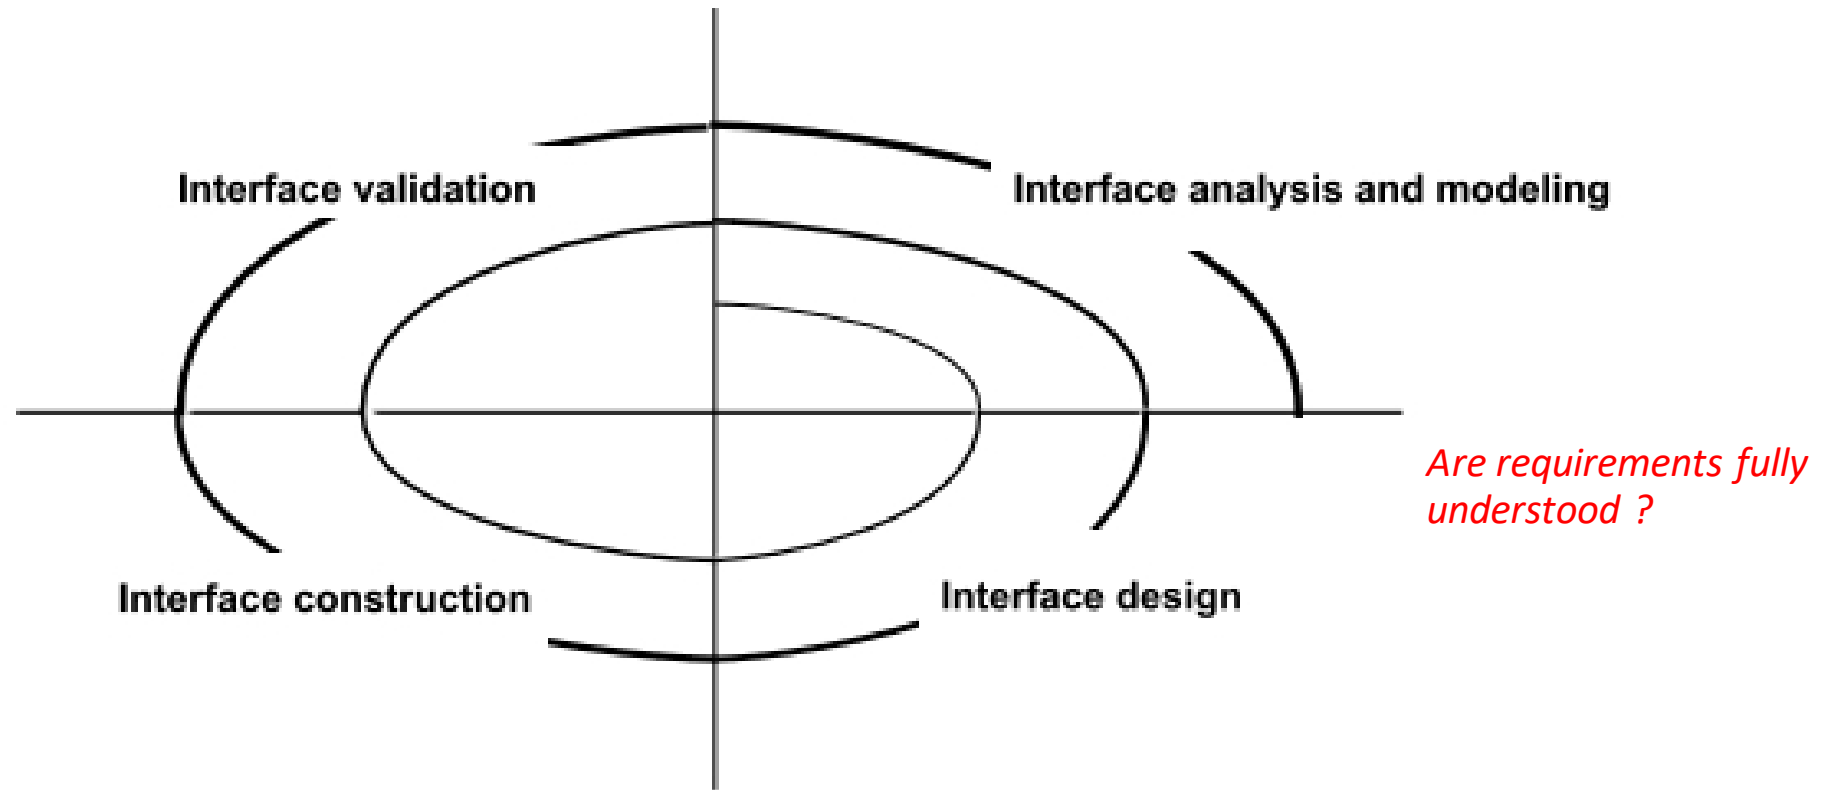 Interface validation
Interface analysis and modeling
Are requirements fully
understood ?
Interface construction
Interface design